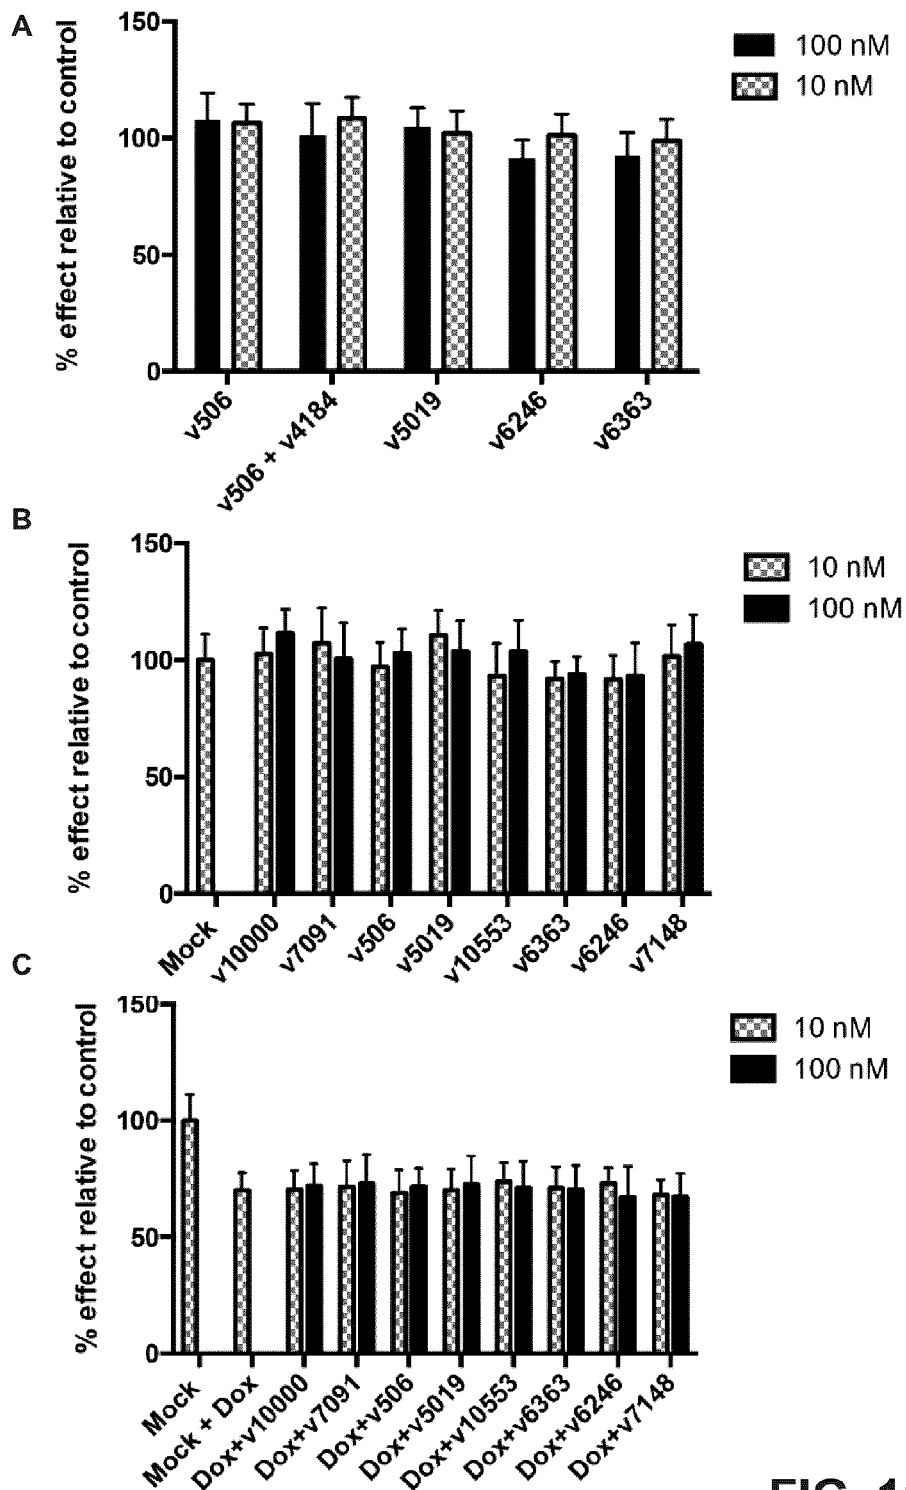 A
% effect relative to control
150
100
50
0
100 nM
10 nM
v506
v506 + v4184
v5019
v6246
v6363
B
% effect relative to control
150
100
50
0
10 nM
100 nM
Mock
v10000
v7091
v506
v5019
v10553
v6363
v6246
v7148
C
% effect relative to control
150
100
50
0
10 nM
100 nM
Mock
Mock + Dox
Dox+v10000
Dox+v7091
Dox+v506
Dox+v5019
Dox+v10553
Dox+v6363
Dox+v6246
Dox+v7148
FIG.